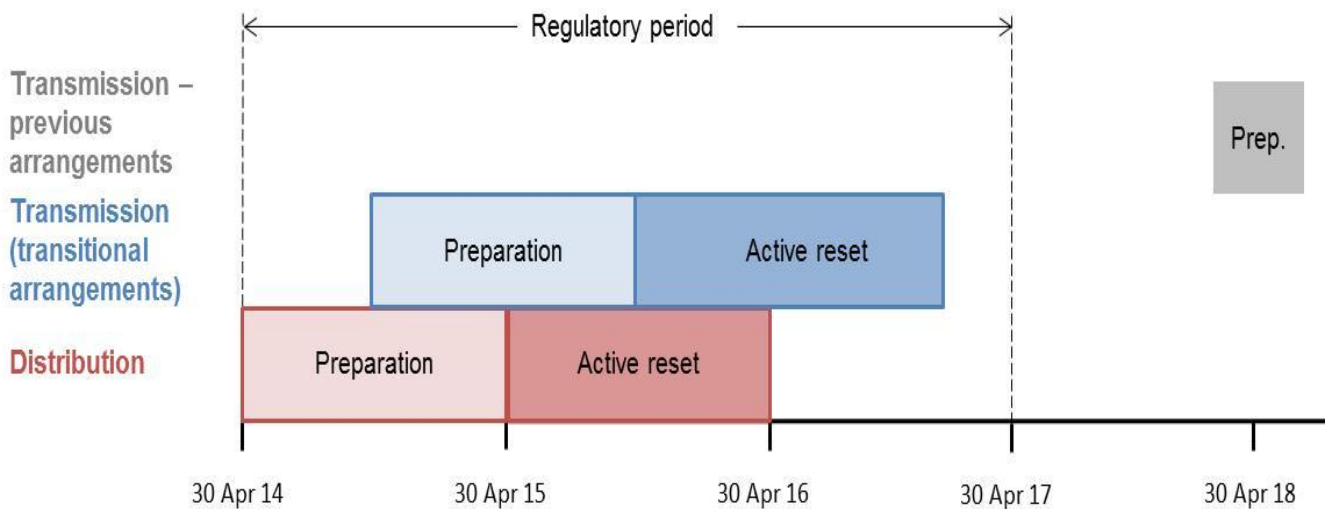 Regulatory period
Transmission –
previous
arrangements
Prep.
Transmission
(transitional
arrangements)
Preparation
Active reset
Distribution
Preparation
Active reset
30 Apr 14
30 Apr 15
30 Apr 16
30 Apr 17
30 Apr 18